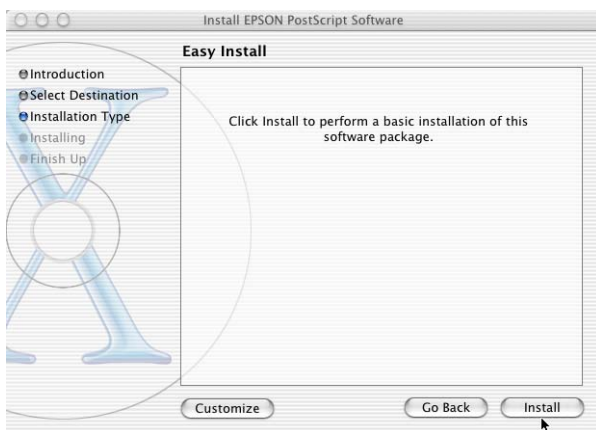 Install EPSON PostScript Software
Easy Install
Introduction
Select Destination
Installation Type
Installing
Finish Up
Click Install to perform a basic installation of this
software package.
Customize
Go Back
Install